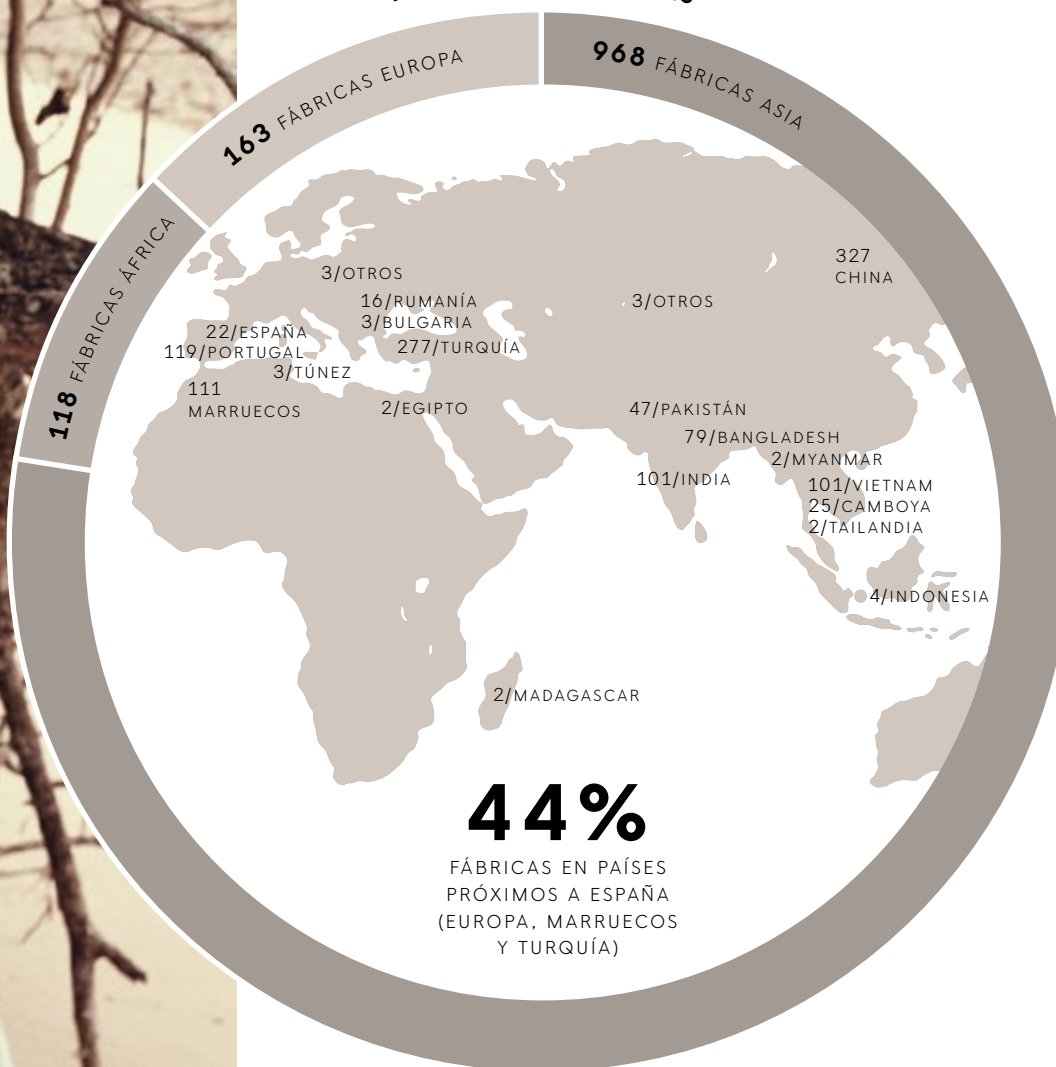 163 FÁBRICAS EUROPA
968 FÁBRICAS ASIA
118 FÁBRICAS ÁFRICA
327
CHINA
3/OTROS
16/RUMANÍA
3/BULGARIA
3/OTROS
22/ESPAÑA
119/PORTUGAL
277/TURQUÍA
3/TÚNEZ
111
MARRUECOS
2/EGIPTO
47/PAKISTÁN
79/BANGLADESH
2/MYANMAR
101/INDIA
101/VIETNAM
25/CAMBOYA
2/TAILANDIA
4/INDONESIA
2/MADAGASCAR
44%
FÁBRICAS EN PAÍSES
PRÓXIMOS A ESPAÑA
(EUROPA, MARRUECOS
Y TURQUÍA)